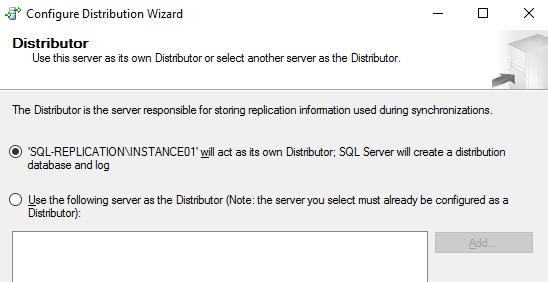 Configure Distribution Wizard
Distributor
Use this server as its own Distributor or select another server as the Distributor.
The Distributor is the server responsible for storing replication information used during synchronizations.
'SQL-REPLICATION\INSTANCE01' will act as its own Distributor; SQL Server will create a distribution
database and log
Use the following server as the Distributor (Note: the server you select must already be configured as a
Distributor):
Add...